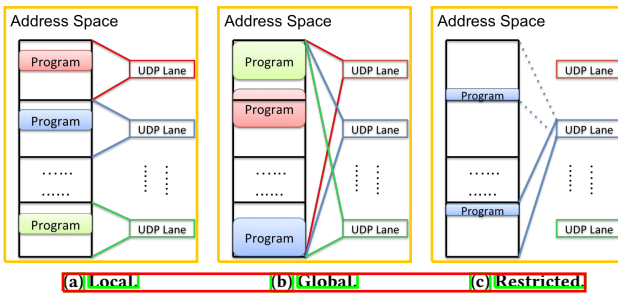 Address Space Address Space Address Space
Program UDP Lane Program UDP Lane UDP Lane
Program Program
Program UDP Lane UDP Lane UDP Lane
...... ......  ...... ......  ...... ......
...... ......  ...... ......  ...... ......
Program
Program UDP Lane Program UDP Lane UDP Lane
(a) Local. (b) Global. (c) Restricted.